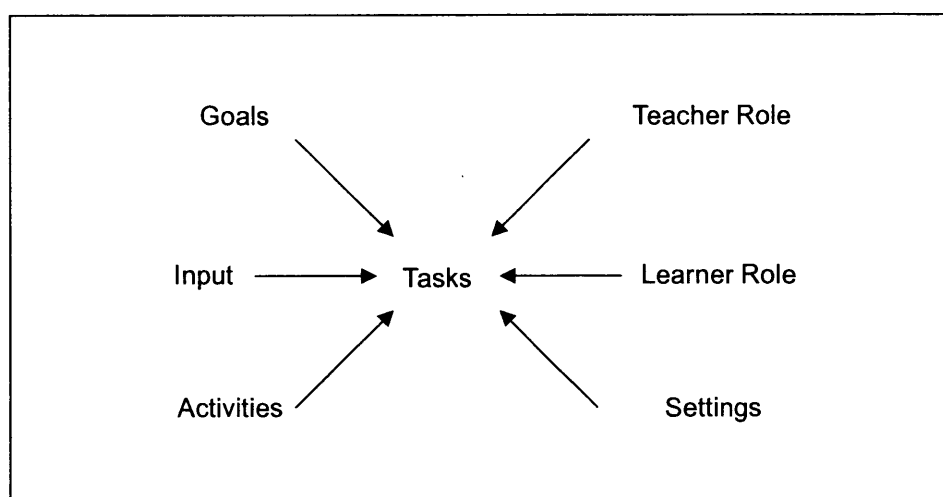 Goals
Teacher Role
Input
Tasks
Learner Role
Activities
Settings